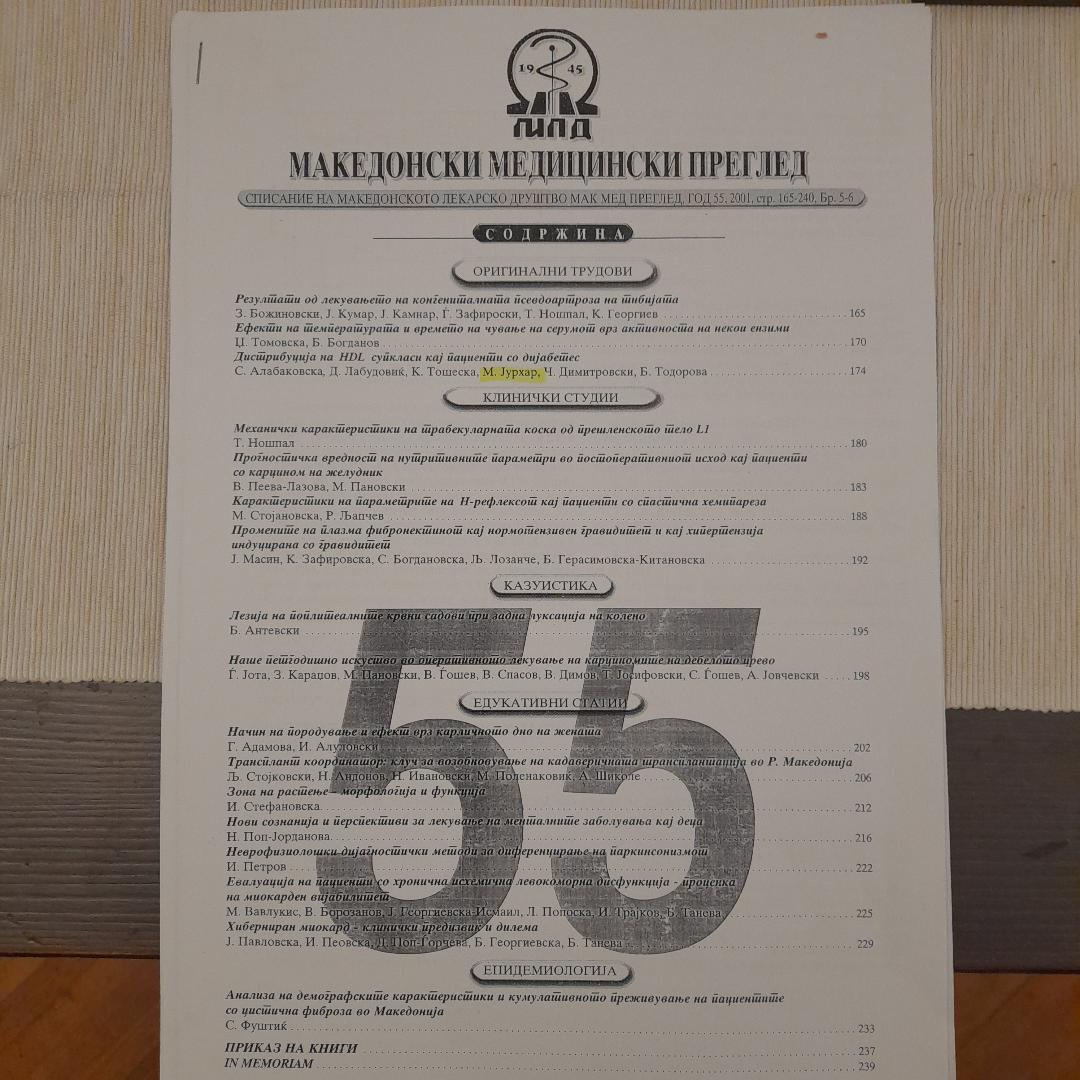 19 45
МЛД
МАКЕДОНСКИ МЕДИЦИНСКИ ПРЕГЛЕД
СПИСАНИЕ НА МАКЕДОНСКОТО ЛЕКАРСКО ДРУШТВО МАК МЕД ПРЕГЛЕД, ГОД 55, 2001, стр. 165-240, Бр. 5-6
СОДРЖИНА
ОРИГИНАЛНИ ТРУДОВИ
Резултати од лекувањето на конгениталната псевдоартроза на тибијата
З. Божиновски, Ј. Кумар, Ј. Камнар, Ѓ. Зафироски, Т. Ношпал, К. Георгиев 165
Ефекти на температурата и времето на чување на серумот врз активноста на некои ензими
Џ. Томовска, Б. Богданов 170
Дистрибуција на HDL супкласи кај пациенти со дијабетес
С. Алабаковска, Д. Лабудовиќ, К. Тошеска, М. Јурхар, Ч. Димитровски, Б. Тодорова 174
КЛИНИЧКИ СТУДИИ
Механички карактеристики на трабекуларната коска од прешленското тело L1
Т. Ношпал 180
Прогностичка вредност на нутритивните параметри во постоперативниот исход кај пациенти
со карцином на желудник
В. Пеева-Лазова, М. Пановски 183
Карактеристики на параметрите на Н-рефлексот кај пациенти со спастична хемипареза
М. Стојановска, Р. Љапчев 188
Промените на плазма фибронектинот кај нормотензивен гравидитет и кај хипертензија
индуцирана со гравидитет
Ј. Масин, К. Зафировска, С. Богдановска, Љ. Лозанче, Б. Герасимовска-Китановска 192
КАЗУИСТИКА
Лезија на поплитеалните крвни садови при задна луксација на колено
Б. Антевски 195
Наше петгодишно искуство во оперативното лекување на карциномите на дебелото црево
Ѓ. Јота, З. Караџов, М. Пановски, В. Ѓошев, В. Спасов, В. Димов, Т. Јосифовски, С. Ѓошев, А. Јовчевски 198
ЕДУКАТИВНИ СТАТИИ
Начин на породување и ефект врз карличното дно на жената
Г. Адамова, И. Алуловски 202
Трансплант координатор: клуч за возобновување на кадаверичната трансплантација во Р. Македонија
Љ. Стојковски, Н. Андонов, Н. Ивановски, М. Поленаковиќ, А. Шиколе 206
Зона на растење - морфологија и функција
И. Стефановска 212
Нови сознанија и перспективи за лекување на менталните заболувања кај деца
Н. Поп-Јорданова 216
Неврофизиолошки дијагностички методи за диференцирање на паркинсонизмот
И. Петров 222
Евалуација на пациенти со хронична исхемична левокоморна дисфункција - проценка
на миокарден вијабилитет
М. Вавлукис, В. Борозанов, Ј. Георгиевска-Исмаил, Л. Попоска, И. Трајков, Б. Танева 225
Хиберниран миокард - клинички предизвик и дилема
Ј. Павловска, И. Пеовска, Д. Поп-Ѓорчева, Б. Георгиевска, Б. Танева 229
ЕПИДЕМИОЛОГИЈА
Анализа на демографските карактеристики и кумулативното преживување на пациентите
со цистична фиброза во Македонија
С. Фуштиќ 233
ПРИКАЗ НА КНИГИ 237
IN MEMORIAM 239
55